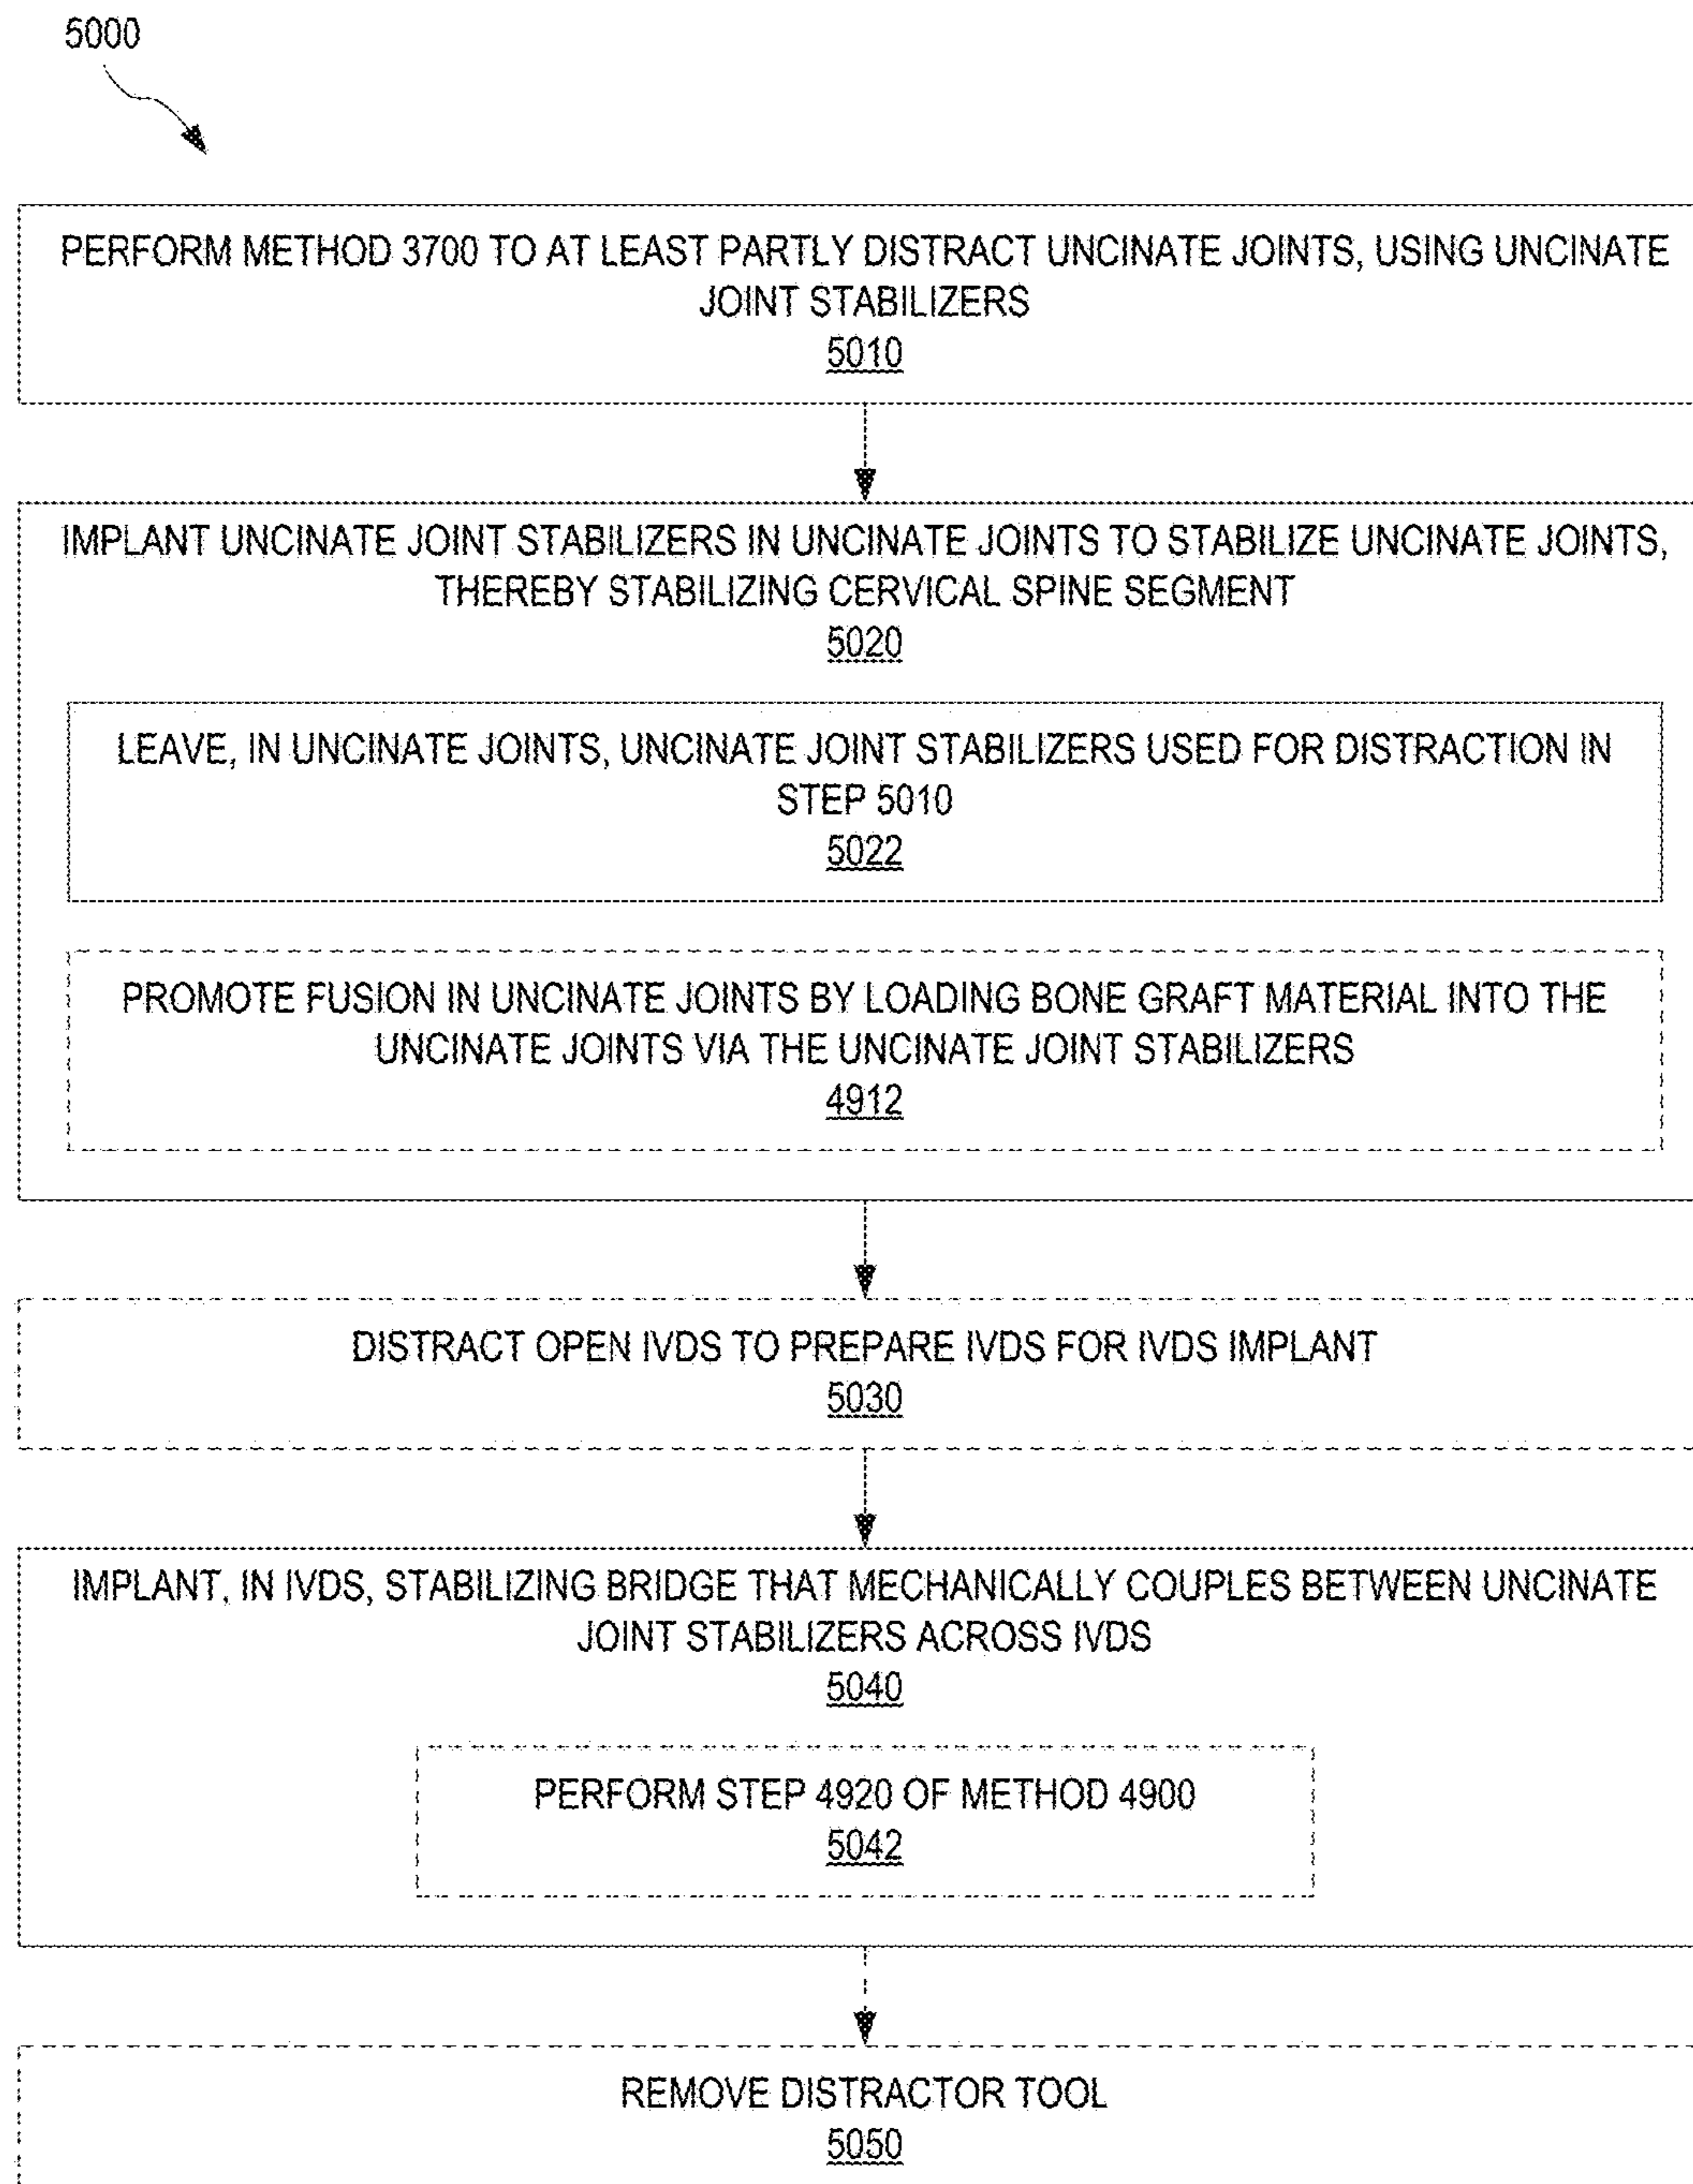 5000
PERFORM METHOD 3700 TO AT LEAST PARTLY DISTRACT UNCINATE JOINTS, USING UNCINATE
JOINT STABILIZERS
5010
IMPLANT UNCINATE JOINT STABILIZERS IN UNCINATE JOINTS TO STABILIZE UNCINATE JOINTS,
THEREBY STABILIZING CERVICAL SPINE SEGMENT
5020
LEAVE, IN UNCINATE JOINTS, UNCINATE JOINT STABILIZERS USED FOR DISTRACTION IN
STEP 5010
5022
PROMOTE FUSION IN UNCINATE JOINTS BY LOADING BONE GRAFT MATERIAL INTO THE
UNCINATE JOINTS VIA THE UNCINATE JOINT STABILIZERS
4912
DISTRACT OPEN IVDS TO PREPARE IVDS FOR IVDS IMPLANT
5030
IMPLANT, IN IVDS, STABILIZING BRIDGE THAT MECHANICALLY COUPLES BETWEEN UNCINATE
JOINT STABILIZERS ACROSS IVDS
5040
PERFORM STEP 4920 OF METHOD 4900
5042
REMOVE DISTRACTOR TOOL
5050